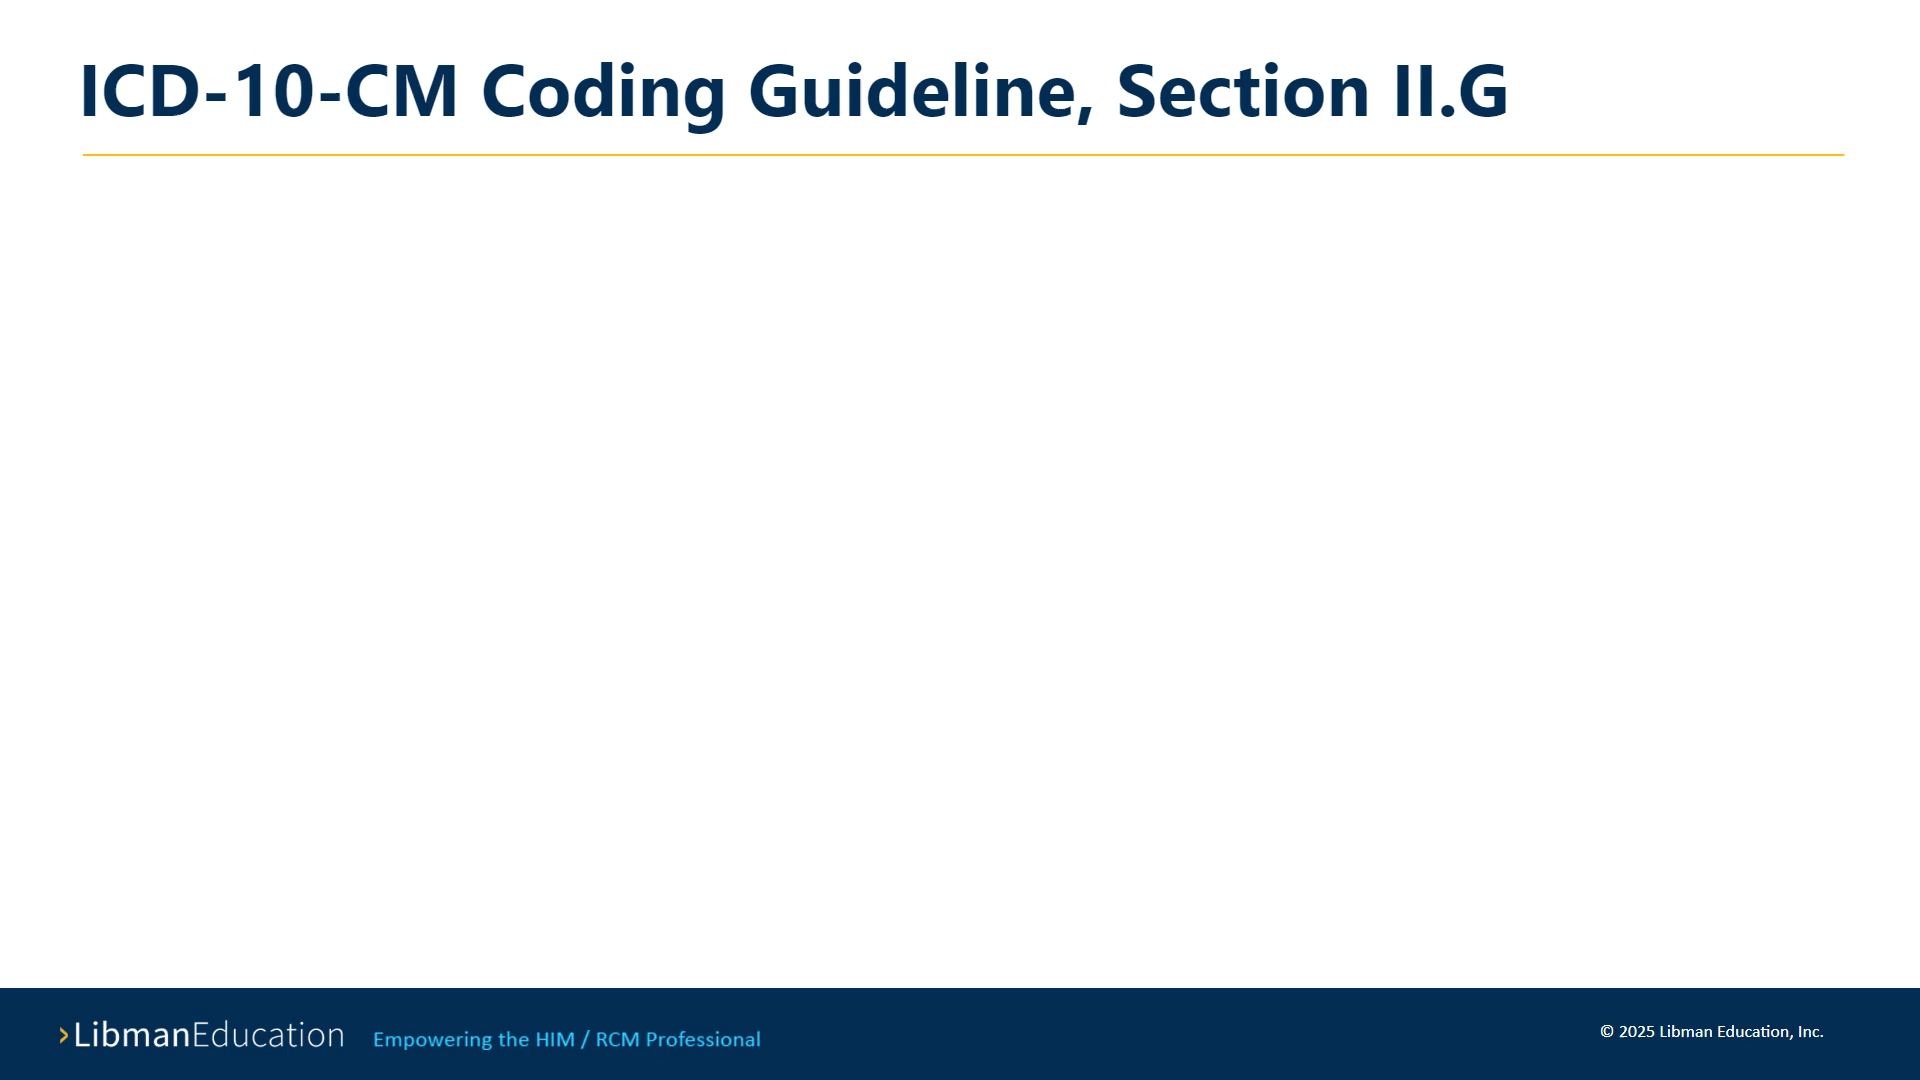 ICD-10-CM Coding Guideline, Section II.G
LibmanEducation Empowering the HIM / RCM Professional
© 2025 Libman Education, Inc.